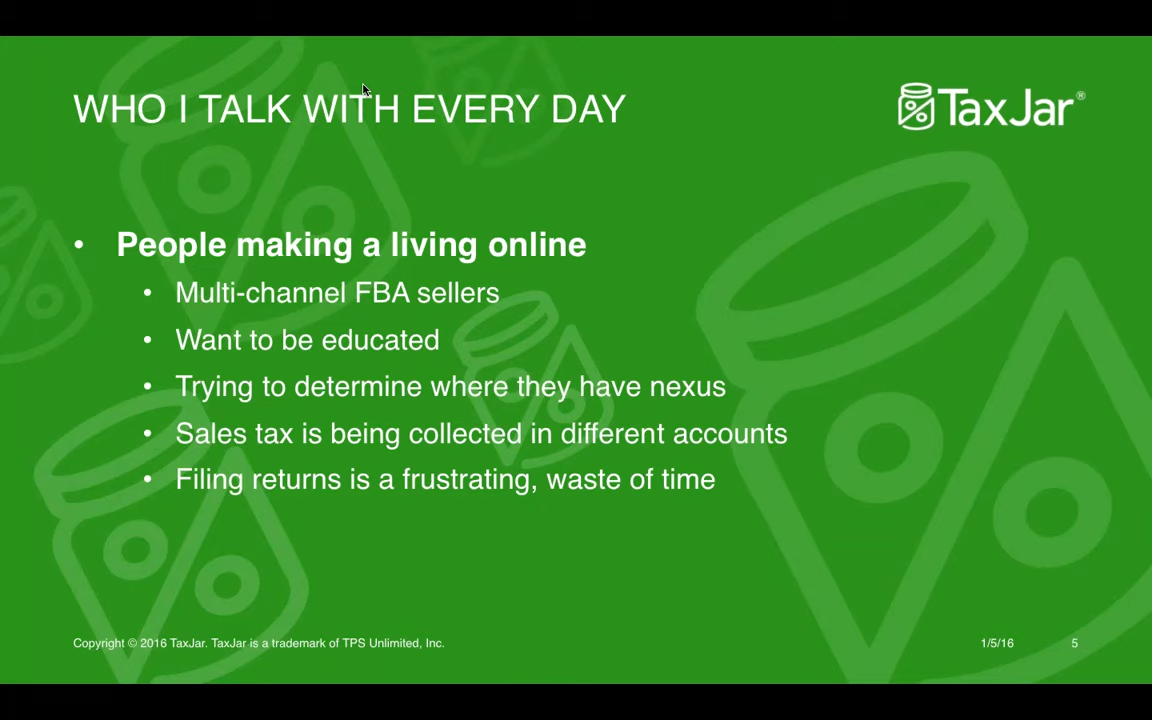 WHO I TALK WITH EVERY DAY
TaxJar®
• People making a living online
• Multi-channel FBA sellers
• Want to be educated
• Trying to determine where they have nexus
• Sales tax is being collected in different accounts
• Filing returns is a frustrating, waste of time
Copyright © 2016 TaxJar. TaxJar is a trademark of TPS Unlimited, Inc.
1/5/16
5